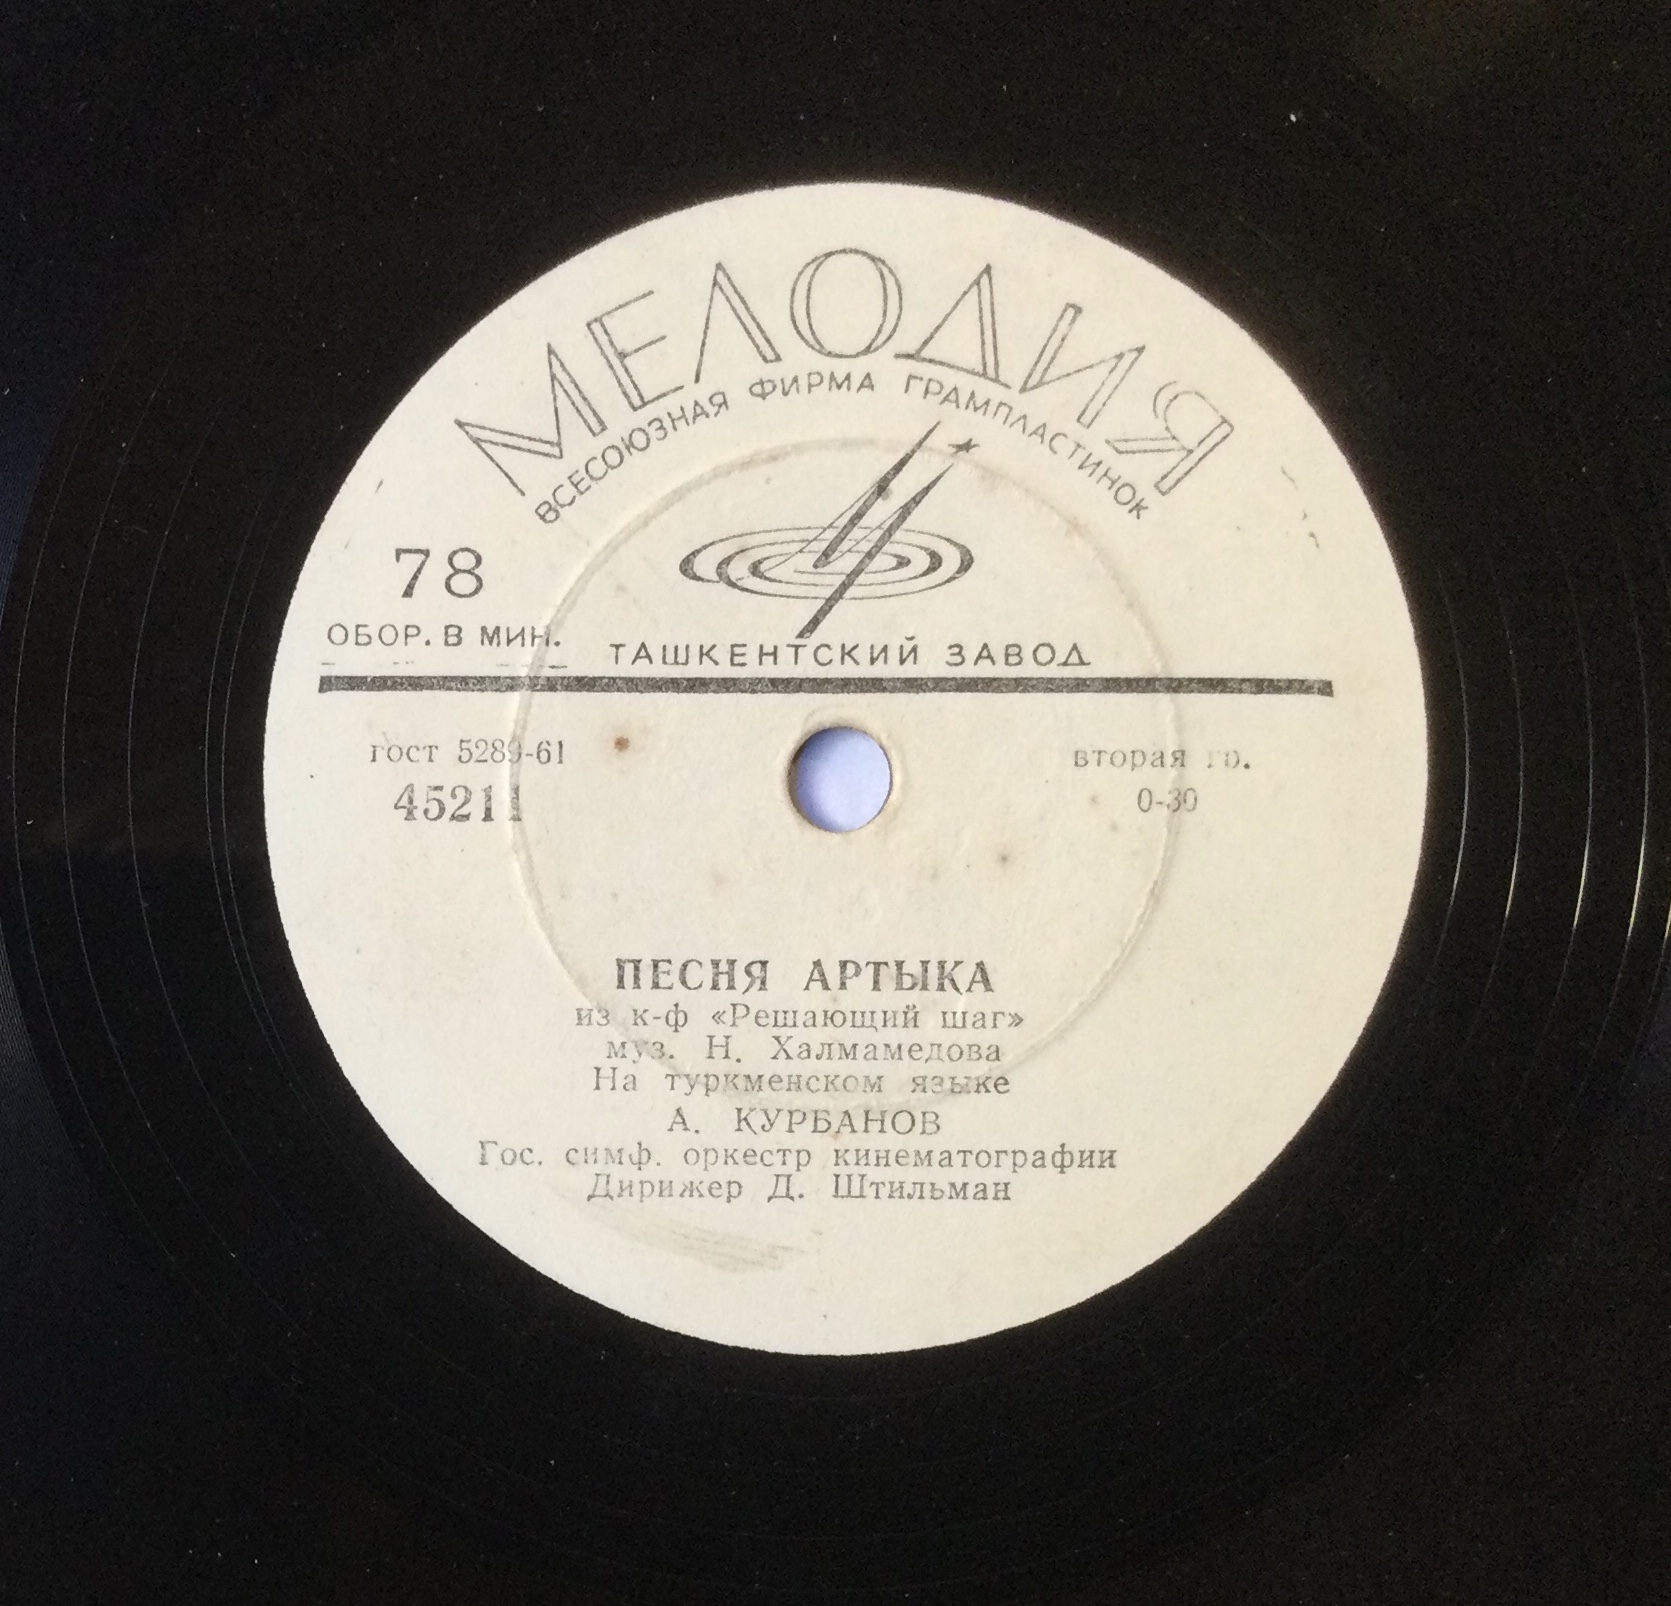 МЕЛОДИЯ
ВСЕСОЮЗНАЯ ФИРМА ГРАМПЛАСТИНОК
78
ОБОР. В МИН.
ТАШКЕНТСКИЙ ЗАВОД
гост 5289-61
вторая гр.
45211
0-30
ПЕСНЯ АРТЫКА
из к-ф «Решающий шаг»
муз. Н. Халмамедова
На туркменском языке
А. КУРБАНОВ
Гос. симф. оркестр кинематографии
Дирижер Д. Штильман